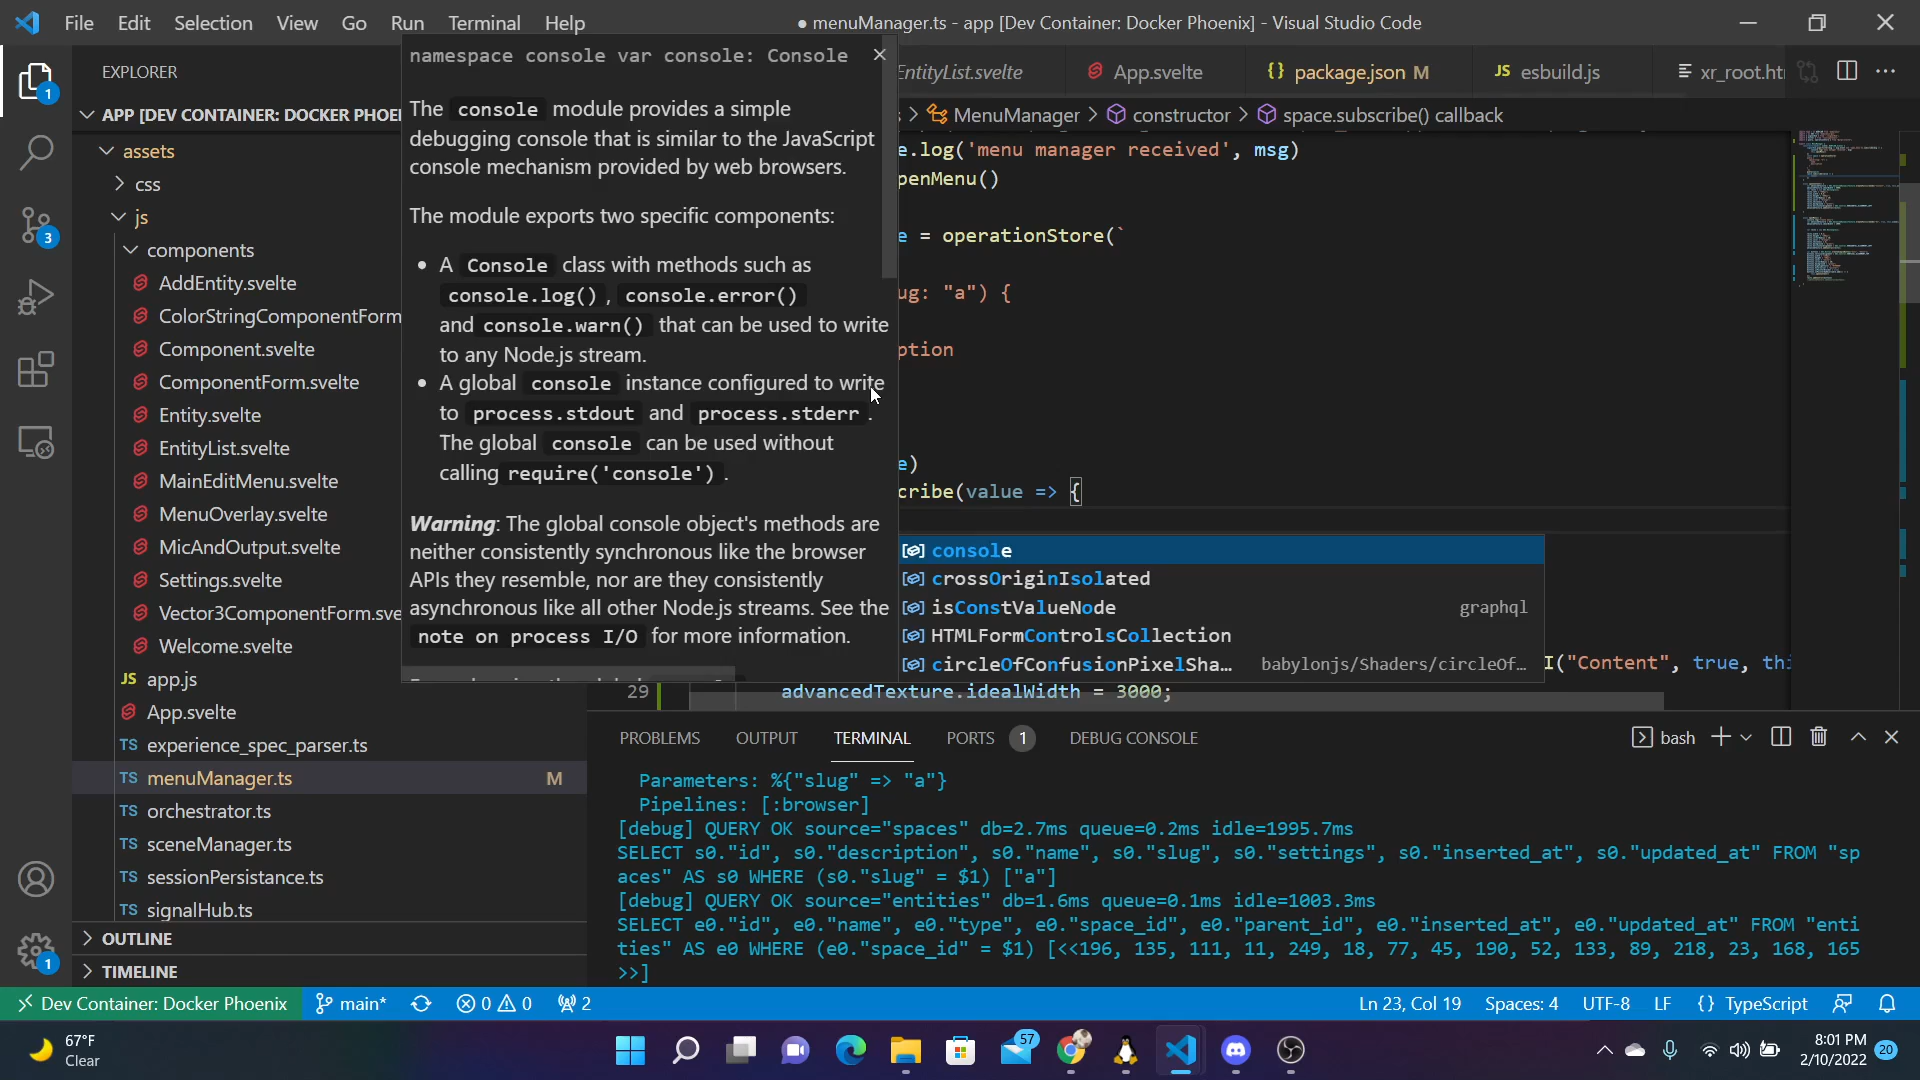 File Edit Selection View Go Run Terminal Help
● menuManager.ts - app [Dev Container: Docker Phoenix] - Visual Studio Code
EXPLORER
APP [DEV CONTAINER: DOCKER PHOE
assets
css
js
components
AddEntity.svelte
ColorStringComponentForm
Component.svelte
ComponentForm.svelte
Entity.svelte
EntityList.svelte
MainEditMenu.svelte
MenuOverlay.svelte
MicAndOutput.svelte
Settings.svelte
Vector3ComponentForm.sve
Welcome.svelte
JS app.js
App.svelte
TS experience_spec_parser.ts
TS menuManager.ts M
TS orchestrator.ts
TS sceneManager.ts
TS sessionPersistance.ts
TS signalHub.ts
OUTLINE
TIMELINE
1
3
1
namespace console var console: Console
The console module provides a simple
debugging console that is similar to the JavaScript
console mechanism provided by web browsers.
The module exports two specific components:
• A Console class with methods such as
console.log() , console.error()
and console.warn() that can be used to write
to any Node.js stream.
• A global console instance configured to write
to process.stdout and process.stderr .
The global console can be used without
calling require('console') .
Warning: The global console object's methods are
neither consistently synchronous like the browser
APIs they resemble, nor are they consistently
asynchronous like all other Node.js streams. See the
note on process I/O for more information.
EntityList.svelte App.svelte {} package.json M JS esbuild.js xr_root.ht
MenuManager > constructor > space.subscribe() callback
e.log('menu manager received', msg)
penMenu()
e = operationStore(`
ug: "a") {
ption
e)
cribe(value => {
console
crossOriginIsolated
isConstValueNode graphql
HTMLFormControlsCollection
circleOfConfusionPixelSha… babylonjs/Shaders/circleOf…
I("Content", true, thi
29 advancedTexture.idealWidth = 3000;
PROBLEMS OUTPUT TERMINAL PORTS 1 DEBUG CONSOLE
bash
Parameters: %{"slug" => "a"}
Pipelines: [:browser]
[debug] QUERY OK source="spaces" db=2.7ms queue=0.2ms idle=1995.7ms
SELECT s0."id", s0."description", s0."name", s0."slug", s0."settings", s0."inserted_at", s0."updated_at" FROM "sp
aces" AS s0 WHERE (s0."slug" = $1) ["a"]
[debug] QUERY OK source="entities" db=1.6ms queue=0.1ms idle=1003.3ms
SELECT e0."id", e0."name", e0."type", e0."space_id", e0."parent_id", e0."inserted_at", e0."updated_at" FROM "enti
ties" AS e0 WHERE (e0."space_id" = $1) [<<196, 135, 111, 11, 249, 18, 77, 45, 190, 52, 133, 89, 218, 23, 168, 165
>>]
Dev Container: Docker Phoenix main* 0 0 2 Ln 23, Col 19 Spaces: 4 UTF-8 LF {} TypeScript
67°F
Clear
57
8:01 PM
2/10/2022
20